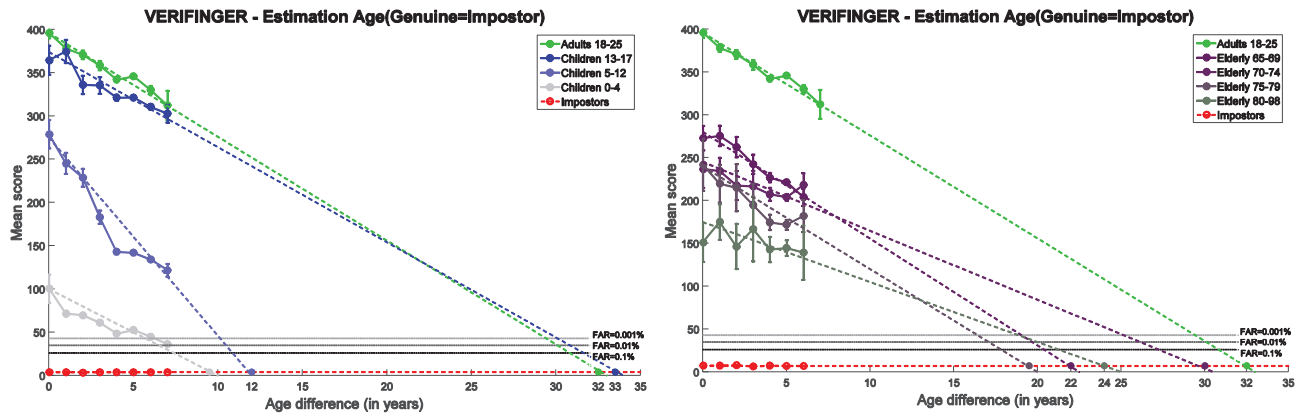 VERIFINGER - Estimation Age(Genuine=Impostor)
400
350
300
250
200
150
100
50
0
Mean score
Adults 18-25
Children 13-17
Children 5-12
Children 0-4
Impostors
FAR=0.001%
FAR=0.01%
FAR=0.1%
0 5 10 12 15 20 25 30 32 33 35
Age difference (in years)
VERIFINGER - Estimation Age(Genuine=Impostor)
400
350
300
250
200
150
100
50
0
Mean score
Adults 18-25
Elderly 65-69
Elderly 70-74
Elderly 75-79
Elderly 80-98
Impostors
FAR=0.001%
FAR=0.01%
FAR=0.1%
0 5 10 15 20 22 24 25 30 32 35
Age difference (in years)